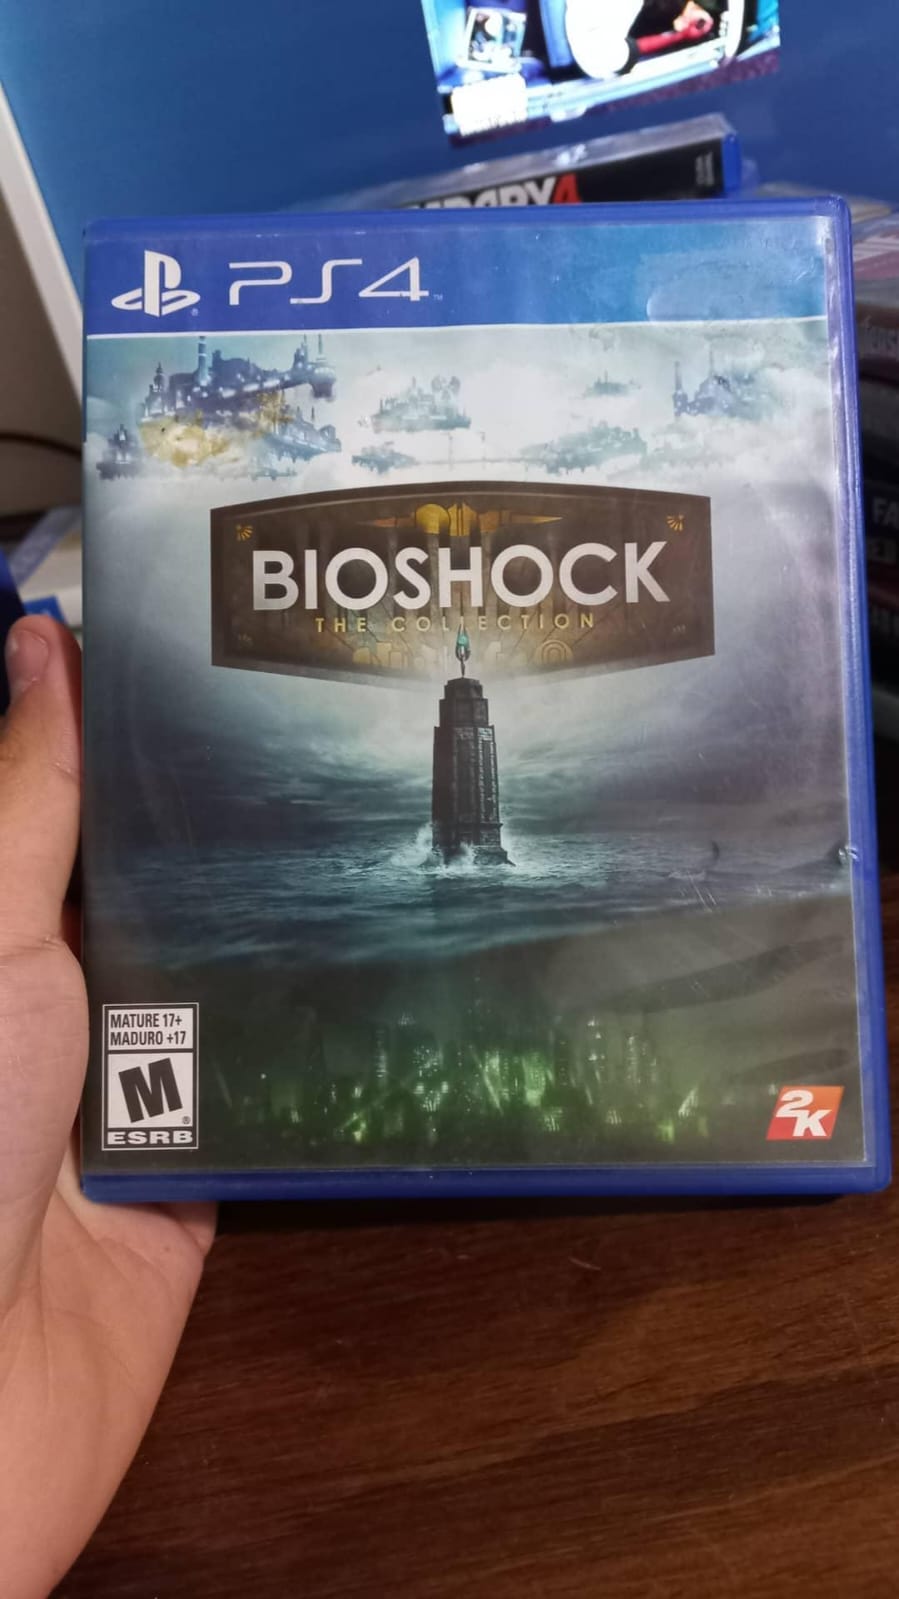 PS4
BIOSHOCK
THE COLLECTION
MATURE 17+
MADURO +17
M
ESRB
2K